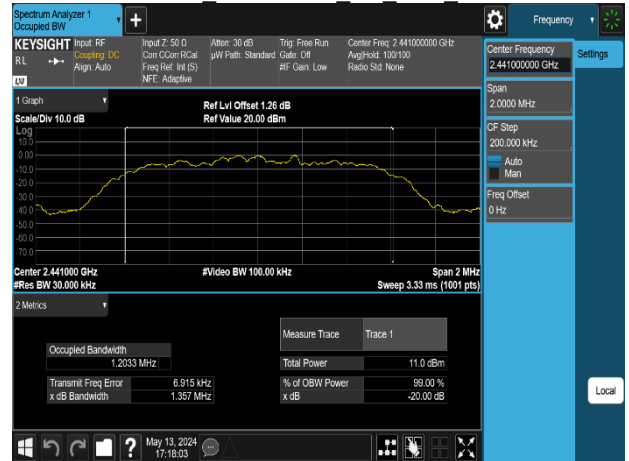 Spectrum Analyzer 1
Occupied BW
Frequency
KEYSIGHT
RL
Input: RF
Coupling: DC
Align: Auto
Input Z: 50 Ω
Corr CCorr RCal
Freq Ref: Int (S)
NFE: Adaptive
Atten: 30 dB
µW Path: Standard
Trig: Free Run
Gate: Off
#IF Gain: Low
Center Freq: 2.441000000 GHz
Avg|Hold: 100/100
Radio Std: None
LW
Center Frequency
2.441000000 GHz
Settings
Span
2.0000 MHz
CF Step
200.000 kHz
Auto
Man
Freq Offset
0 Hz
1 Graph
Scale/Div 10.0 dB
Ref Lvl Offset 1.26 dB
Ref Value 20.00 dBm
Log
10.0
0.00
-10.0
-20.0
-30.0
-40.0
-50.0
-60.0
-70.0
Center 2.441000 GHz
#Video BW 100.00 kHz
Span 2 MHz
#Res BW 30.000 kHz
Sweep 3.33 ms (1001 pts)
2 Metrics
Measure Trace Trace 1
Occupied Bandwidth
1.2033 MHz
Total Power 11.0 dBm
Transmit Freq Error 6.915 kHz
% of OBW Power 99.00 %
x dB Bandwidth 1.357 MHz
x dB -20.00 dB
Local
?
May 13, 2024
17:18:03